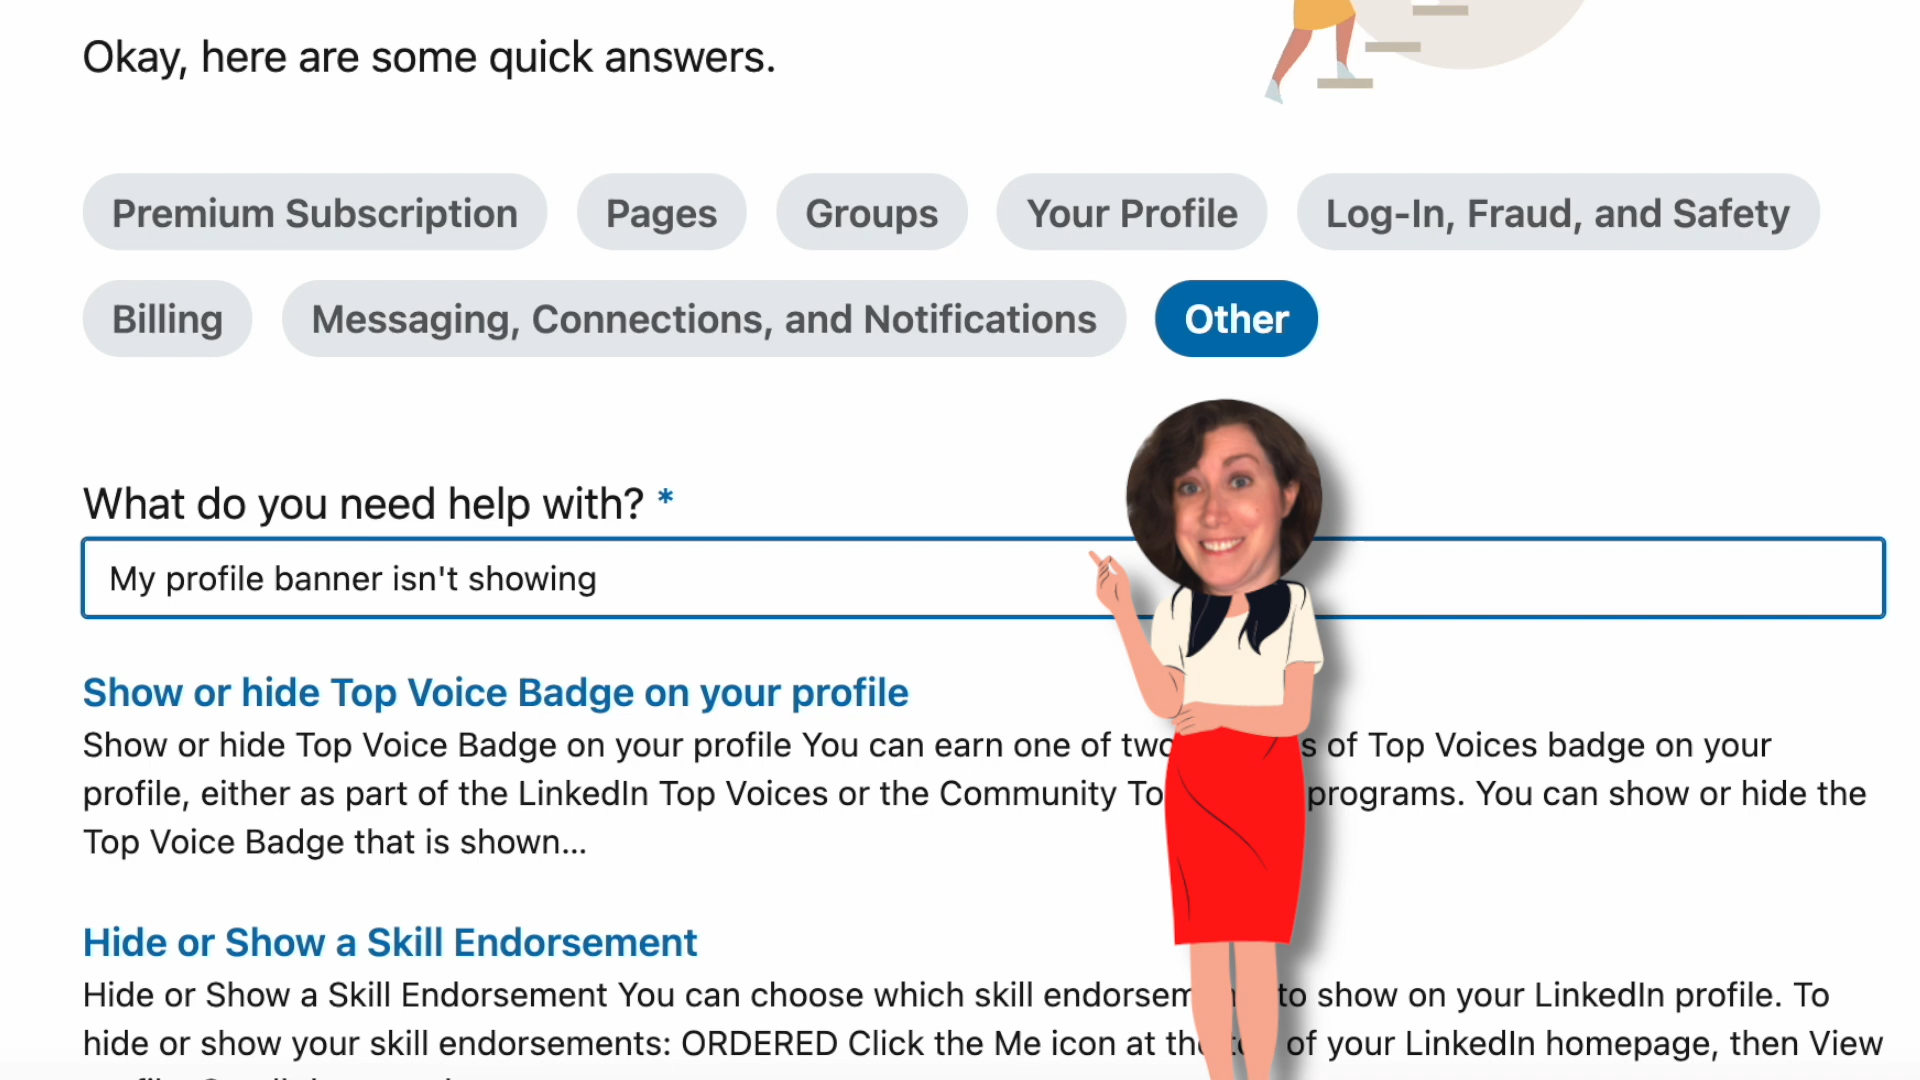 Okay, here are some quick answers.
Premium Subscription Pages Groups Your Profile Log-In, Fraud, and Safety
Billing Messaging, Connections, and Notifications Other
What do you need help with? *
My profile banner isn't showing
Show or hide Top Voice Badge on your profile
Show or hide Top Voice Badge on your profile You can earn one of two of Top Voices badge on your
profile, either as part of the LinkedIn Top Voices or the Community programs. You can show or hide the
Top Voice Badge that is shown...
Hide or Show a Skill Endorsement
Hide or Show a Skill Endorsement You can choose which skill to show on your LinkedIn profile. To
hide or show your skill endorsements: ORDERED Click the Me icon at of your LinkedIn homepage, then View